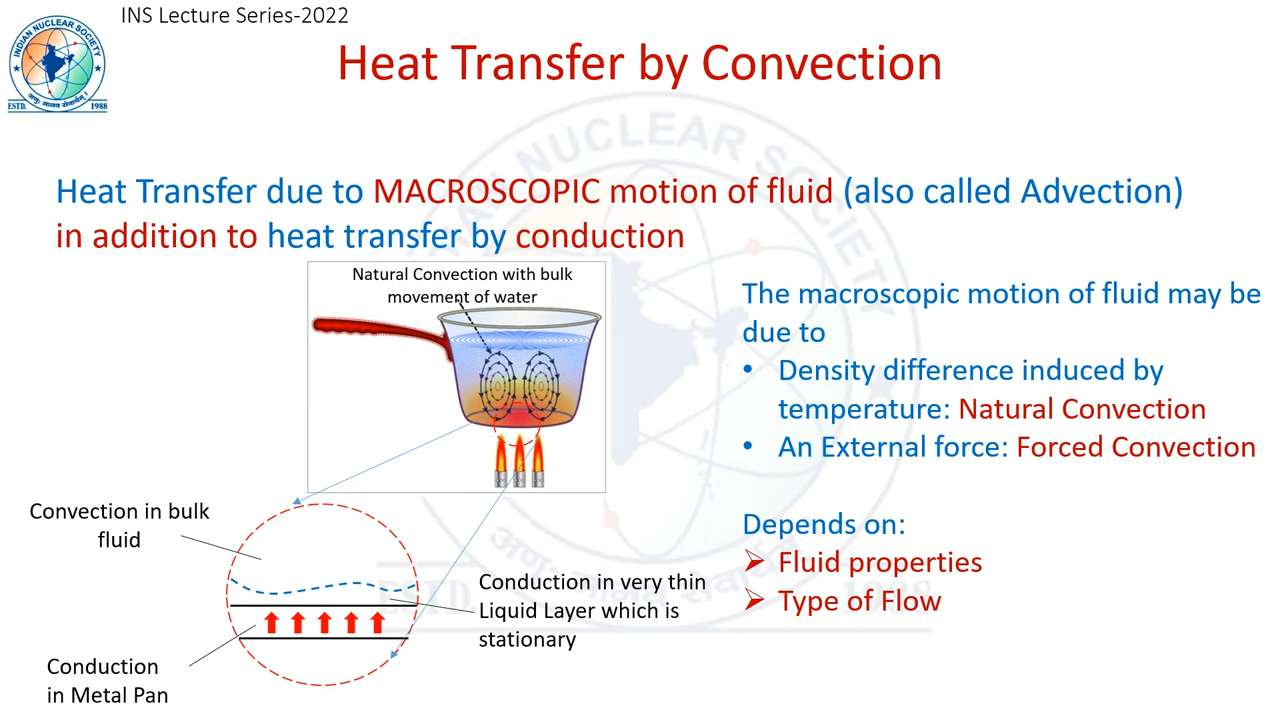 INS Lecture Series-2022
INDIAN NUCLEAR SOCIETY
ESTD. 1988
Heat Transfer by Convection
Heat Transfer due to MACROSCOPIC motion of fluid (also called Advection)
in addition to heat transfer by conduction
Natural Convection with bulk
movement of water
The macroscopic motion of fluid may be
due to
• Density difference induced by
temperature: Natural Convection
• An External force: Forced Convection
Convection in bulk
fluid
Conduction in very thin
Liquid Layer which is
stationary
Conduction
in Metal Pan
Depends on:
➢ Fluid properties
➢ Type of Flow